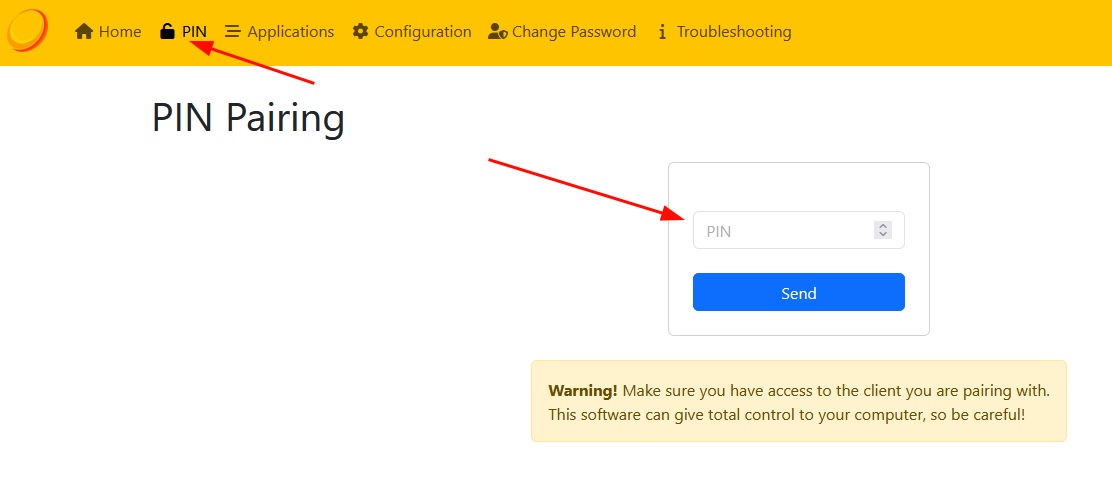 Home PIN Applications Configuration Change Password Troubleshooting
PIN Pairing
PIN
Send
Warning! Make sure you have access to the client you are pairing with.
This software can give total control to your computer, so be careful!